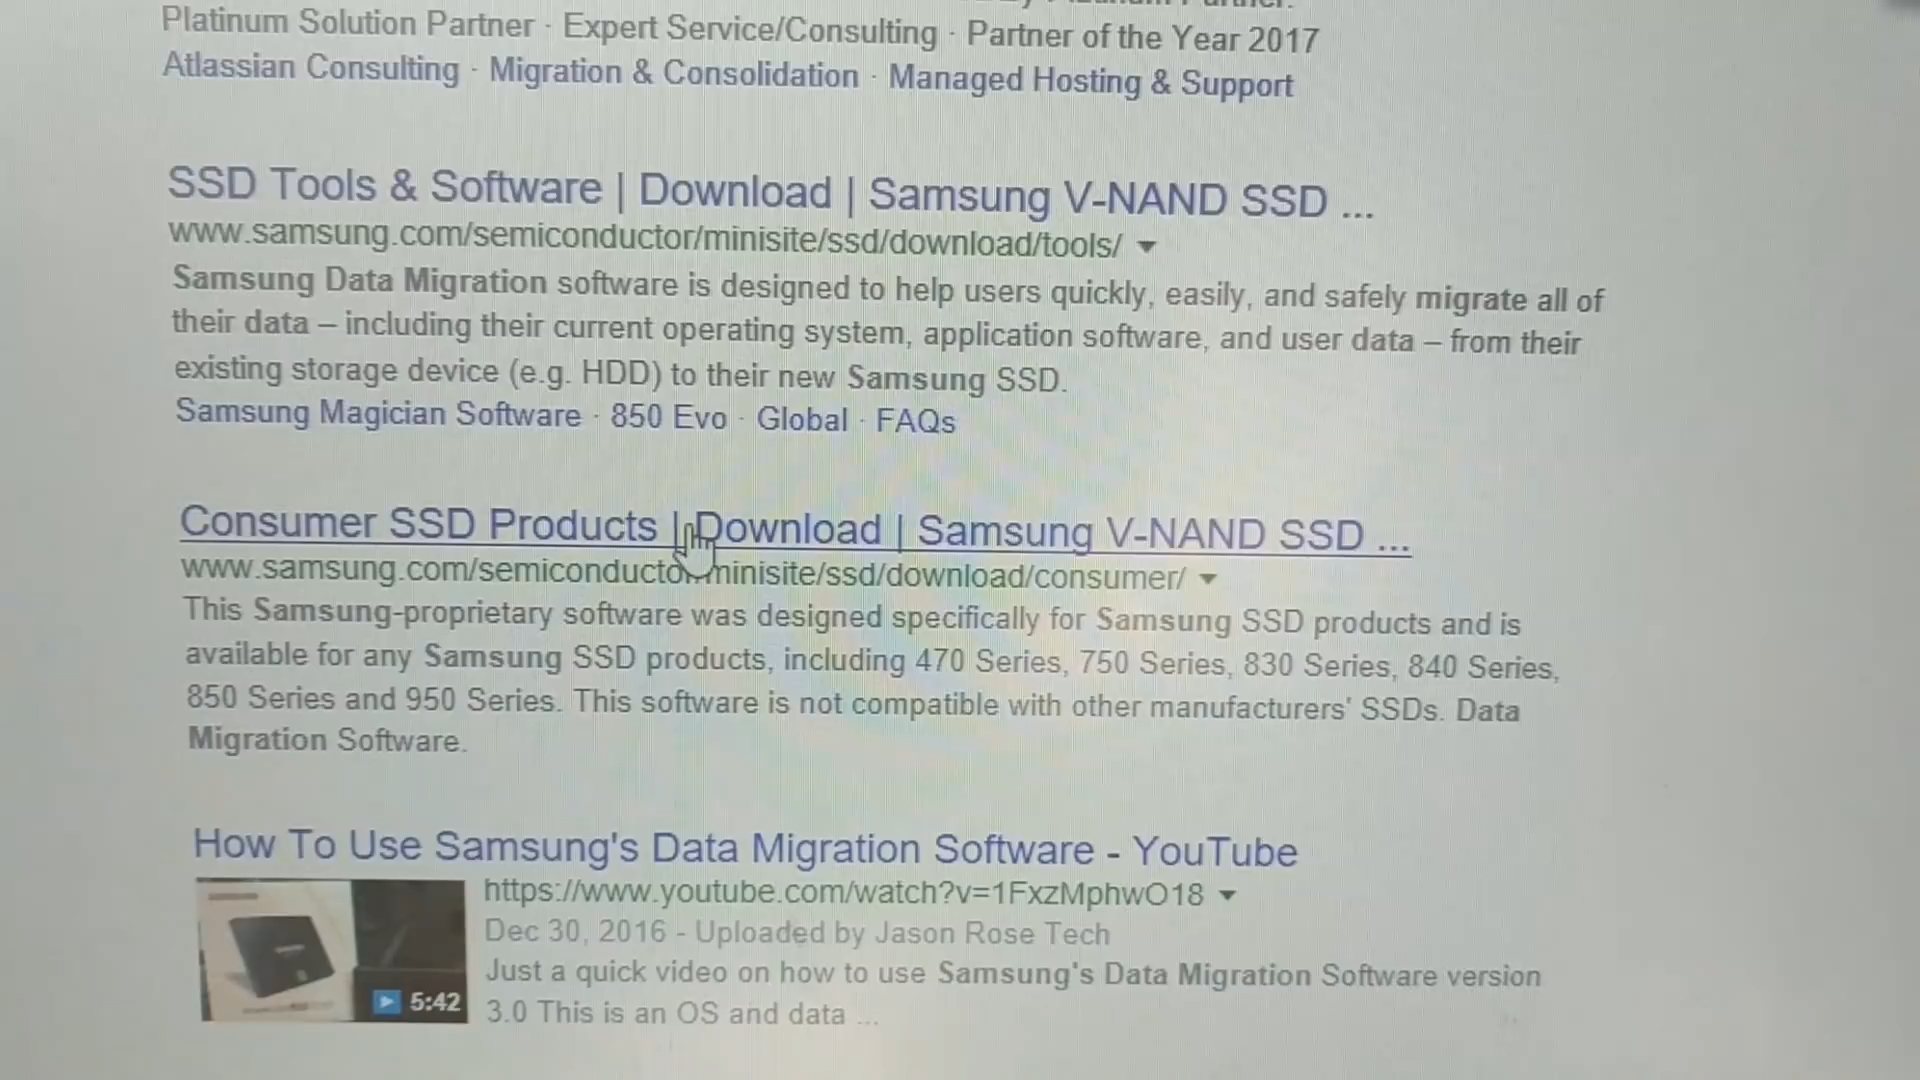 Platinum Solution Partner · Expert Service/Consulting · Partner of the Year 2017
Atlassian Consulting · Migration & Consolidation · Managed Hosting & Support
SSD Tools & Software | Download | Samsung V-NAND SSD ...
www.samsung.com/semiconductor/minisite/ssd/download/tools/
Samsung Data Migration software is designed to help users quickly, easily, and safely migrate all of
their data – including their current operating system, application software, and user data – from their
existing storage device (e.g. HDD) to their new Samsung SSD.
Samsung Magician Software · 850 Evo · Global · FAQs
Consumer SSD Products | Download | Samsung V-NAND SSD ...
www.samsung.com/semiconductor/minisite/ssd/download/consumer/
This Samsung-proprietary software was designed specifically for Samsung SSD products and is
available for any Samsung SSD products, including 470 Series, 750 Series, 830 Series, 840 Series,
850 Series and 950 Series. This software is not compatible with other manufacturers' SSDs. Data
Migration Software.
How To Use Samsung's Data Migration Software - YouTube
https://www.youtube.com/watch?v=1FxzMphwO18
Dec 30, 2016 - Uploaded by Jason Rose Tech
Just a quick video on how to use Samsung's Data Migration Software version
3.0 This is an OS and data ...
5:42